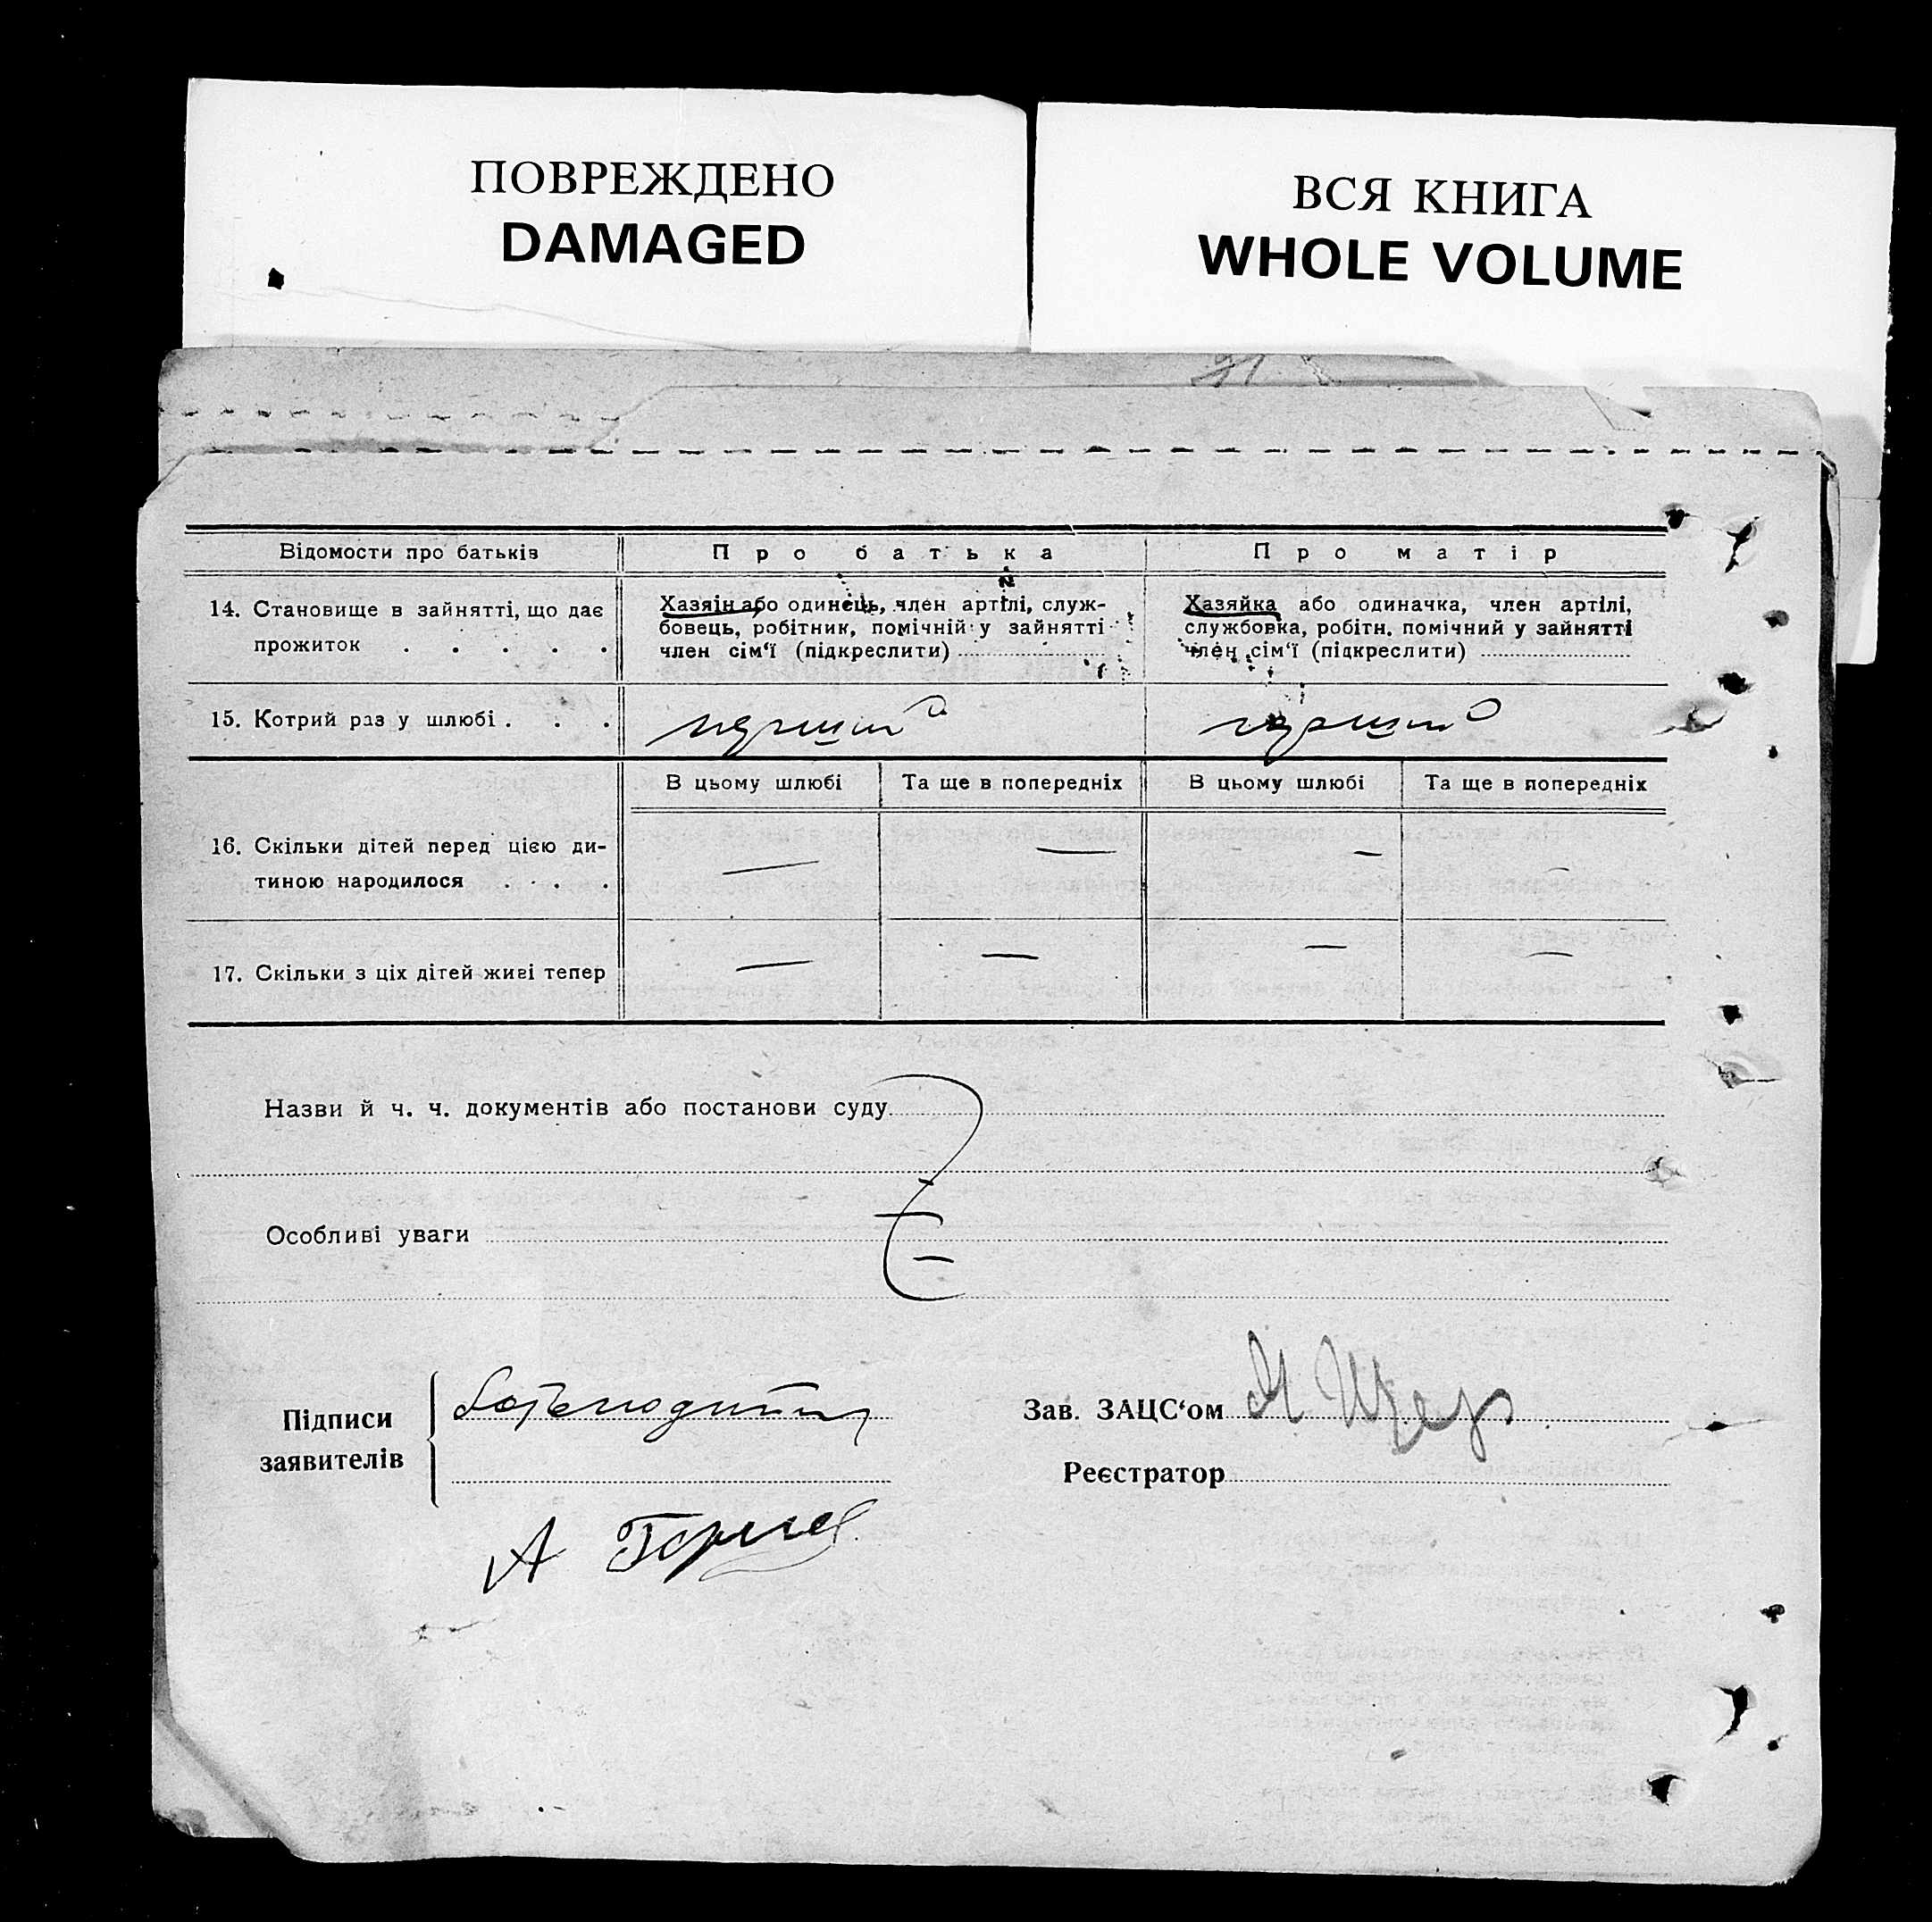 ПОВРЕЖДЕНО
DAMAGED
ВСЯ КНИГА
WHOLE VOLUME
Відомости про батьків
Про батька
Про матір
14. Становище в зайнятті, що дає
прожиток . . . . .
Хазяїн або одинець, член артілі, служ-
бовець, робітник, помічній у зайнятті
член сім‘ї (підкреслити)
Хазяйка або одиначка, член артілі,
службовка, робітн. помічний у зайнятті
член сім‘ї (підкреслити)
15. Котрий раз у шлюбі . . .
перший
перший
В цьому шлюбі
Та ще в попередніх
В цьому шлюбі
Та ще в попередніх
16. Скільки дітей перед цією ди-
тиною народилося . . .
— — — —
17. Скільки з ціх дітей живі тепер
— — — —
Назви й ч. ч. документів або постанови суду
Особливі уваги
Підписи
заявителів
Зав. ЗАЦС‘ом
Реєстратор
А